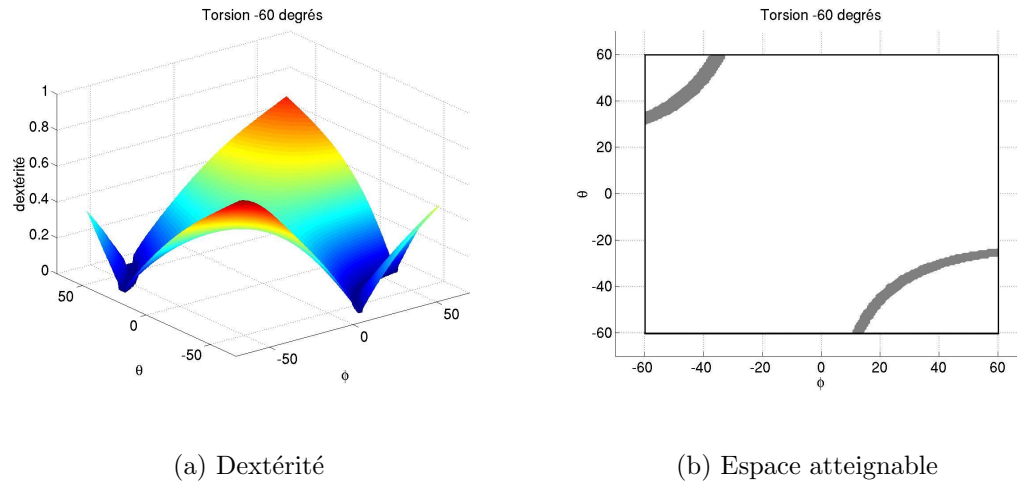 Torsion -60 degrés
1
0.8
0.6
0.4
0.2
0
dextérité
50
0
-50
θ
-50
0
50
ϕ
(a) Dextérité
Torsion -60 degrés
60
40
20
0
-20
-40
-60
θ
-60
-40
-20
0
20
40
60
ϕ
(b) Espace atteignable